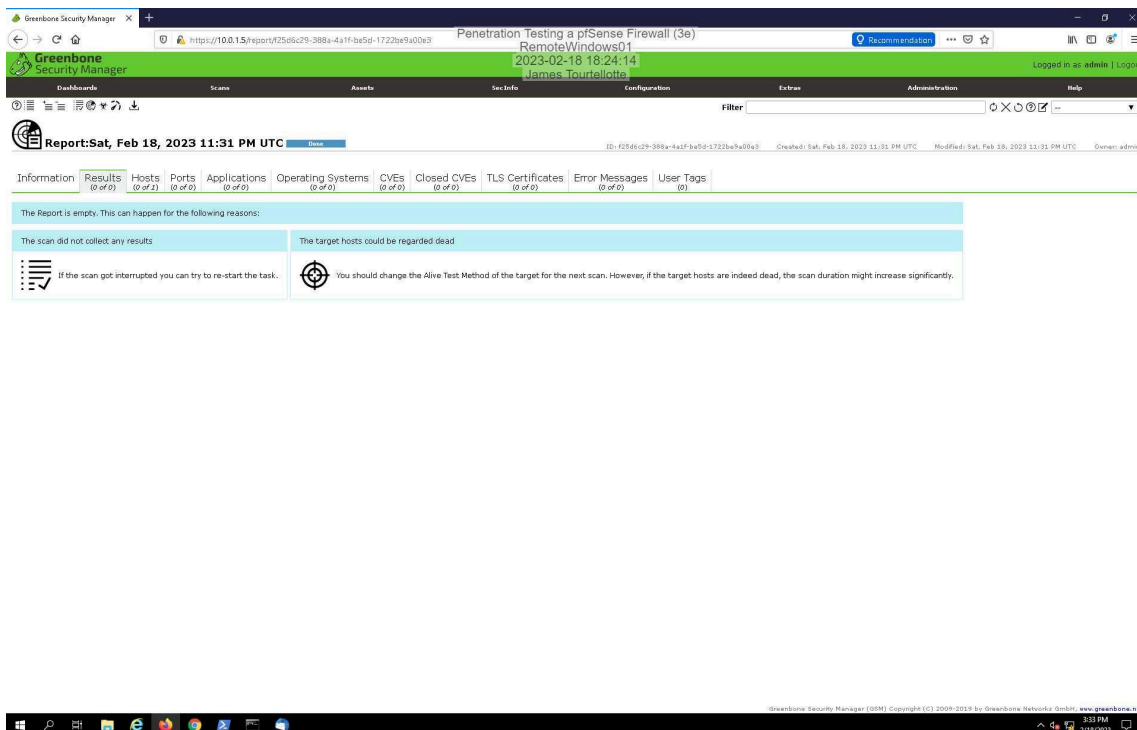 Greenbone Security Manager
https://10.0.1.5/report/f25d6c29-388a-4a1f-be5d-1722be9a00e3
Recommendation
Penetration Testing a pfSense Firewall (3e)
RemoteWindows01
2023-02-18 18:24:14
James Tourtellotte
Greenbone
Security Manager
Logged in as admin | Logo
Dashboards Scans Assets SecInfo Configuration Extras Administration Help
Filter
--
Report:Sat, Feb 18, 2023 11:31 PM UTC Done
ID: f25d6c29-388a-4a1f-be5d-1722be9a00e3 Created: Sat, Feb 18, 2023 11:31 PM UTC Modified: Sat, Feb 18, 2023 11:31 PM UTC Owner: admi
Information Results Hosts Ports Applications Operating Systems CVEs Closed CVEs TLS Certificates Error Messages User Tags
(0 of 0) (0 of 1) (0 of 0) (0 of 0) (0 of 0) (0 of 0) (0 of 0) (0 of 0) (0 of 0) (0)
The Report is empty. This can happen for the following reasons:
The scan did not collect any results
The target hosts could be regarded dead
If the scan got interrupted you can try to re-start the task.
You should change the Alive Test Method of the target for the next scan. However, if the target hosts are indeed dead, the scan duration might increase significantly.
Greenbone Security Manager (GSM) Copyright (C) 2009-2019 by Greenbone Networks GmbH, www.greenbone.n
3:33 PM
2/18/2023